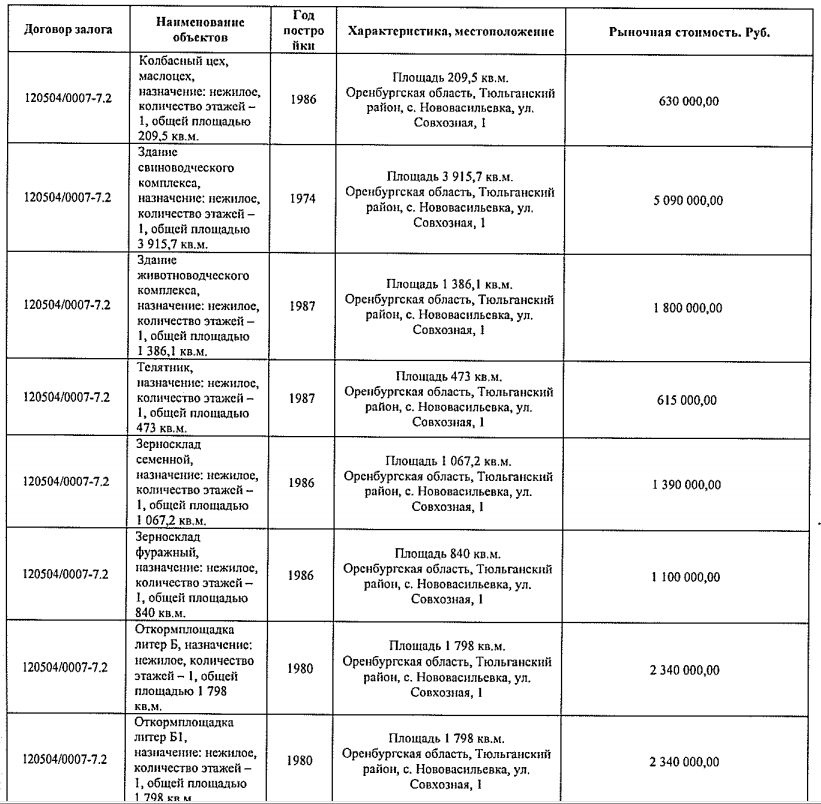 Договор залога
Наименование
объектов
Год
постро
йки
Характеристика, местоположение
Рыночная стоимость. Руб.
120504/0007-7.2
Колбасный цех,
маслоцех,
назначение: нежилое,
количество этажей –
1, общей площадью
209,5 кв.м.
1986
Площадь 209,5 кв.м.
Оренбургская область, Тюльганский
район, с. Нововасильевка, ул.
Совхозная, 1
630 000,00
120504/0007-7.2
Здание
свиноводческого
комплекса,
назначение: нежилое,
количество этажей –
1, общей площадью
3 915,7 кв.м.
1974
Площадь 3 915,7 кв.м.
Оренбургская область, Тюльганский
район, с. Нововасильевка, ул.
Совхозная, 1
5 090 000,00
120504/0007-7.2
Здание
животноводческого
комплекса,
назначение: нежилое,
количество этажей –
1, общей площадью
1 386,1 кв.м.
1987
Площадь 1 386,1 кв.м.
Оренбургская область, Тюльганский
район, с. Нововасильевка, ул.
Совхозная, 1
1 800 000,00
120504/0007-7.2
Телятник,
назначение: нежилое,
количество этажей –
1, общей площадью
473 кв.м.
1987
Площадь 473 кв.м.
Оренбургская область, Тюльганский
район, с. Нововасильевка, ул.
Совхозная, 1
615 000,00
120504/0007-7.2
Зерносклад
семенной,
назначение: нежилое,
количество этажей –
1, общей площадью
1 067,2 кв.м.
1986
Площадь 1 067,2 кв.м.
Оренбургская область, Тюльганский
район, с. Нововасильевка, ул.
Совхозная, 1
1 390 000,00
120504/0007-7.2
Зерносклад
фуражный,
назначение: нежилое,
количество этажей –
1, общей площадью
840 кв.м.
1986
Площадь 840 кв.м.
Оренбургская область, Тюльганский
район, с. Нововасильевка, ул.
Совхозная, 1
1 100 000,00
120504/0007-7.2
Откормплощадка
литер Б, назначение:
нежилое, количество
этажей – 1, общей
площадью 1 798
кв.м.
1980
Площадь 1 798 кв.м.
Оренбургская область, Тюльганский
район, с. Нововасильевка, ул.
Совхозная, 1
2 340 000,00
120504/0007-7.2
Откормплощадка
литер Б1,
назначение: нежилое,
количество этажей –
1, общей площадью
1 798 кв.м.
1980
Площадь 1 798 кв.м.
Оренбургская область, Тюльганский
район, с. Нововасильевка, ул.
Совхозная, 1
2 340 000,00